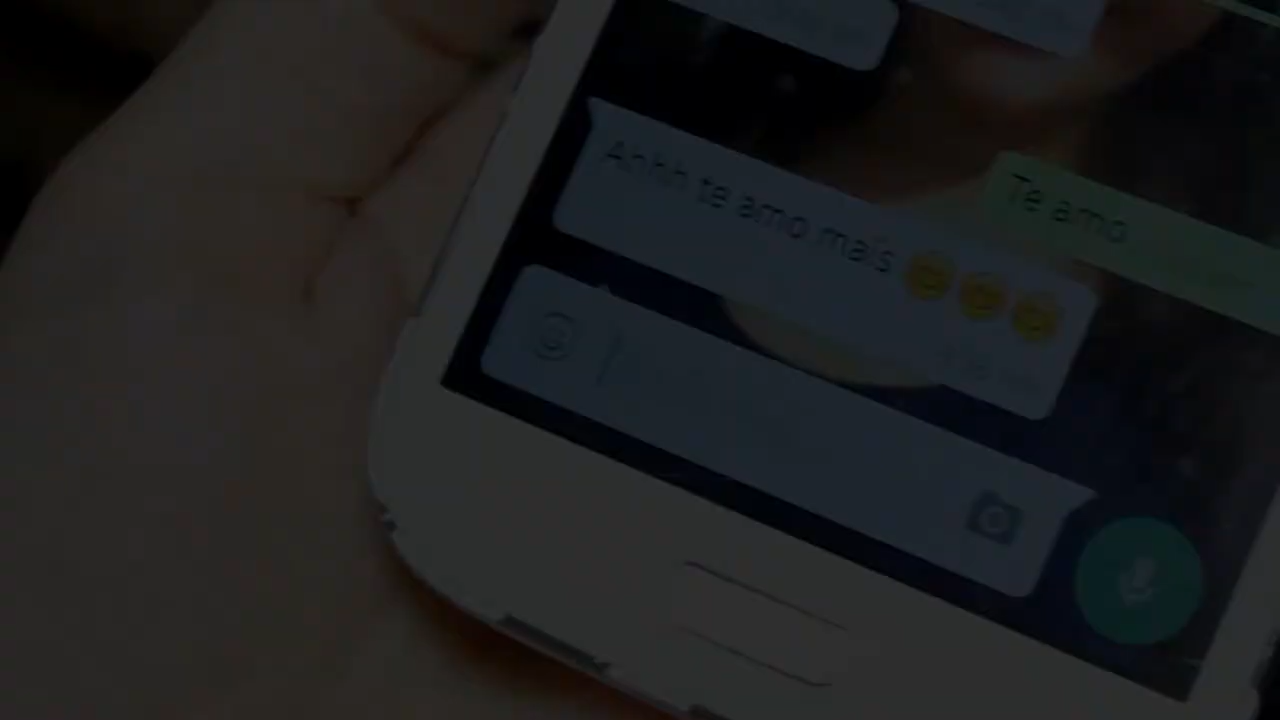 Te amo
Ahhh te amo mais 😊😊😊